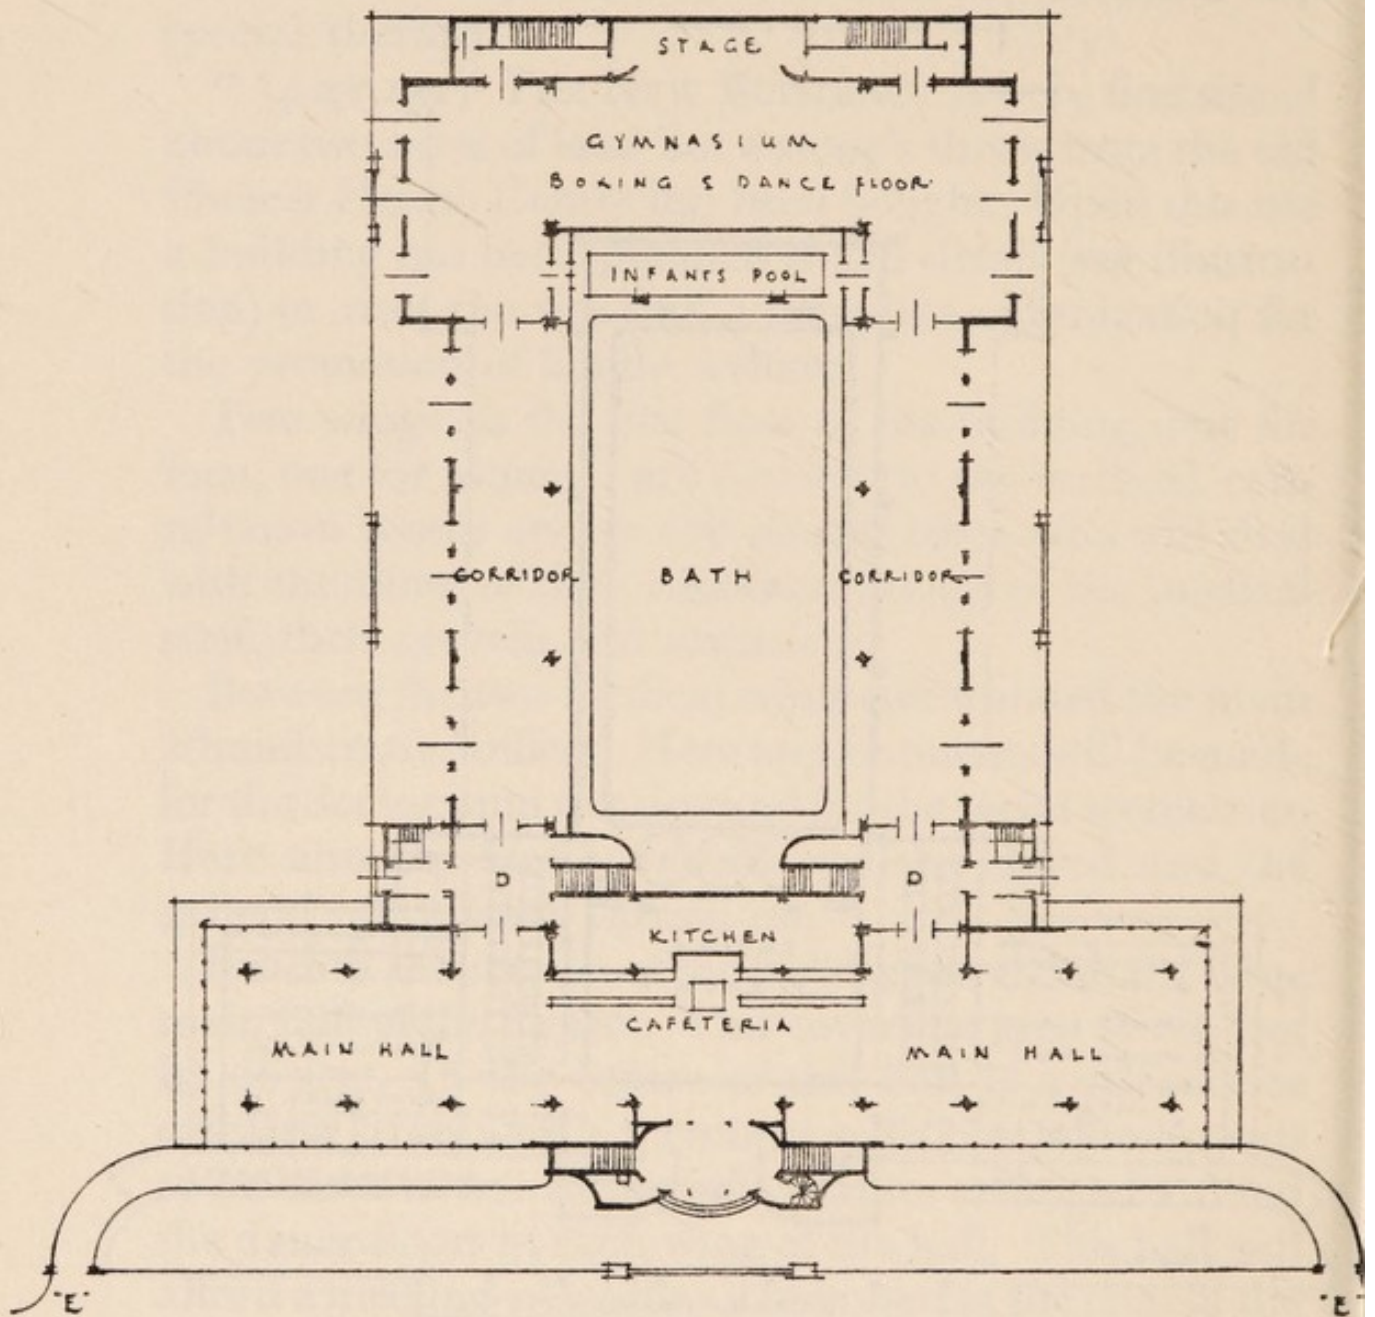 STAGE
GYMNASIUM
BOXING & DANCE FLOOR.
INFANTS POOL
CORRIDOR
BATH
CORRIDOR
D
D
KITCHEN
CAFETERIA
MAIN HALL
MAIN HALL
"E"
"E"